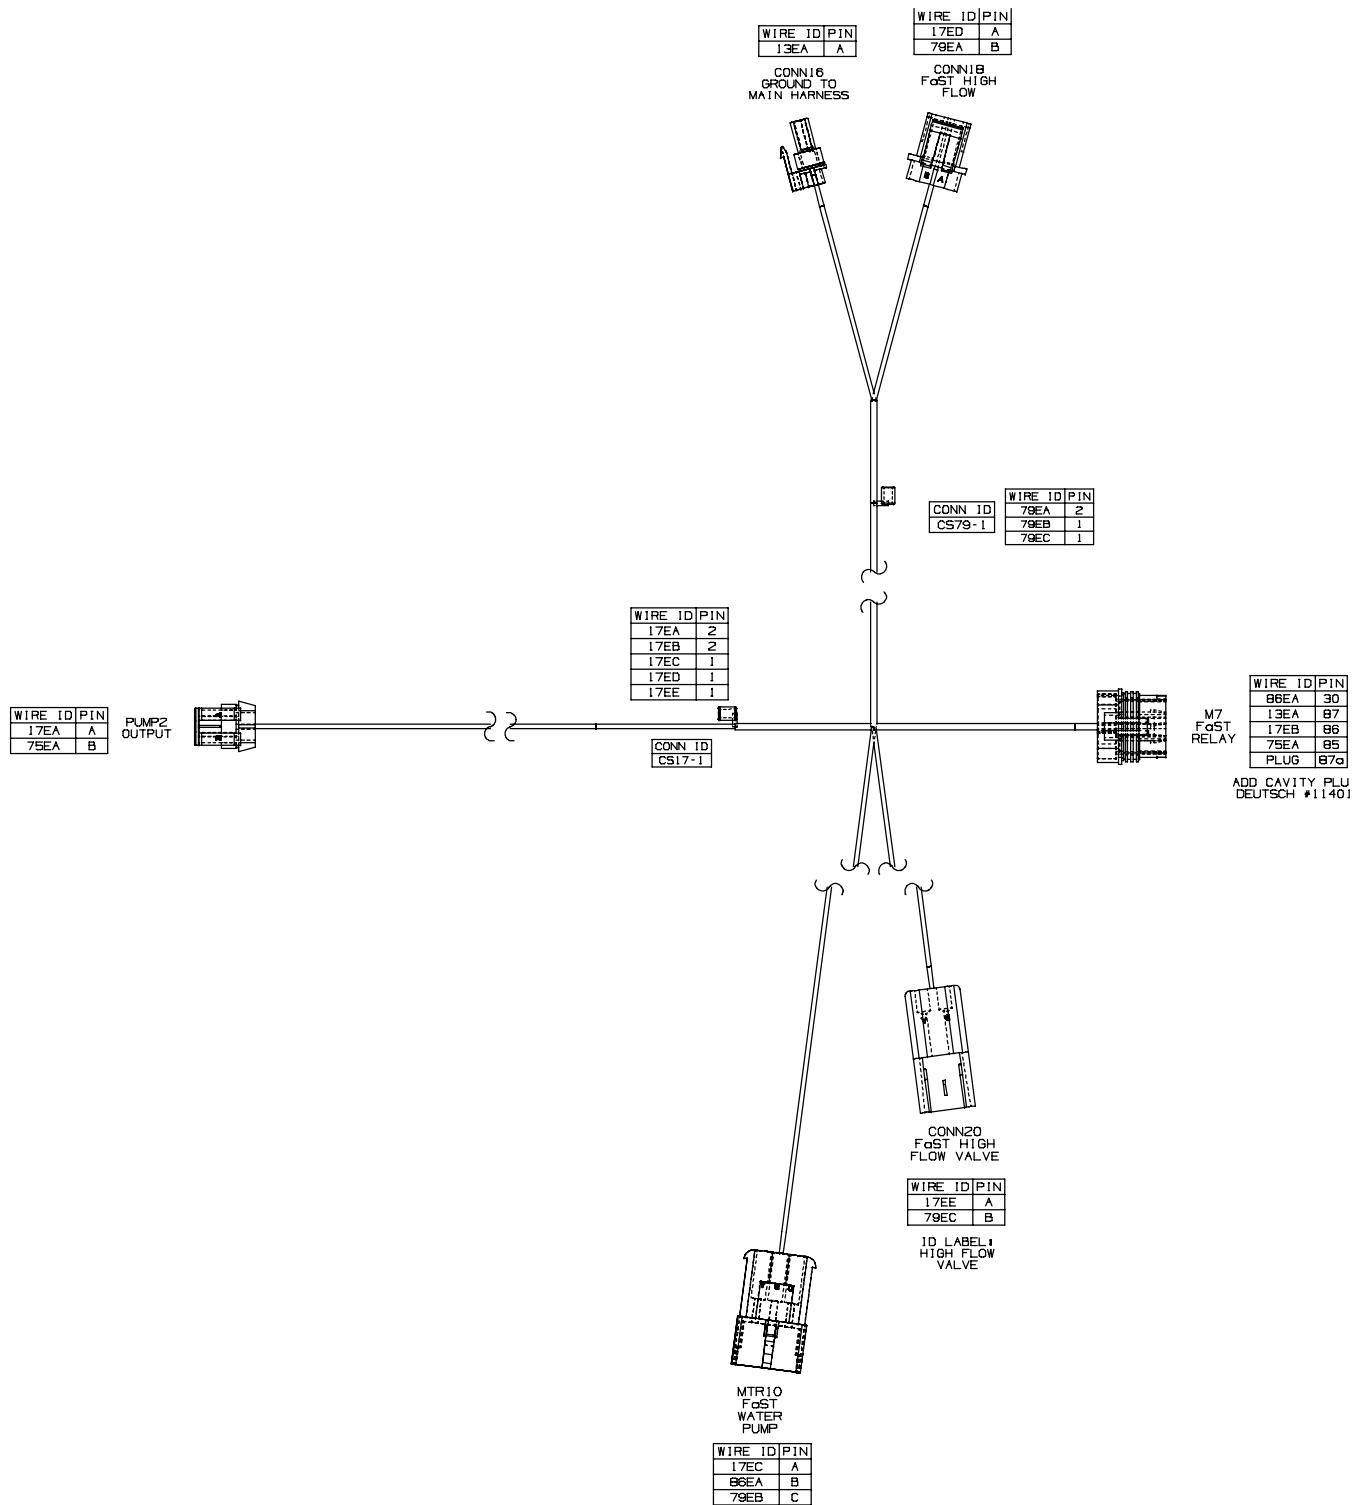 WIRE ID PIN
13EA A
CONN16
GROUND TO
MAIN HARNESS
WIRE ID PIN
17ED A
79EA B
CONN18
FaST HIGH
FLOW
B A
CONN ID
CS79-1
WIRE ID PIN
79EA 2
79EB 1
79EC 1
WIRE ID PIN
17EA 2
17EB 2
17EC 1
17ED 1
17EE 1
CONN ID
CS17-1
WIRE ID PIN
17EA A
75EA B
PUMP2
OUTPUT
M7
FaST
RELAY
WIRE ID PIN
86EA 30
13EA 87
17EB 86
75EA 85
PLUG 87a
ADD CAVITY PLU
DEUTSCH #11401
CONN20
FaST HIGH
FLOW VALVE
WIRE ID PIN
17EE A
79EC B
ID LABEL:
HIGH FLOW
VALVE
MTR10
FaST
WATER
PUMP
WIRE ID PIN
17EC A
86EA B
79EB C